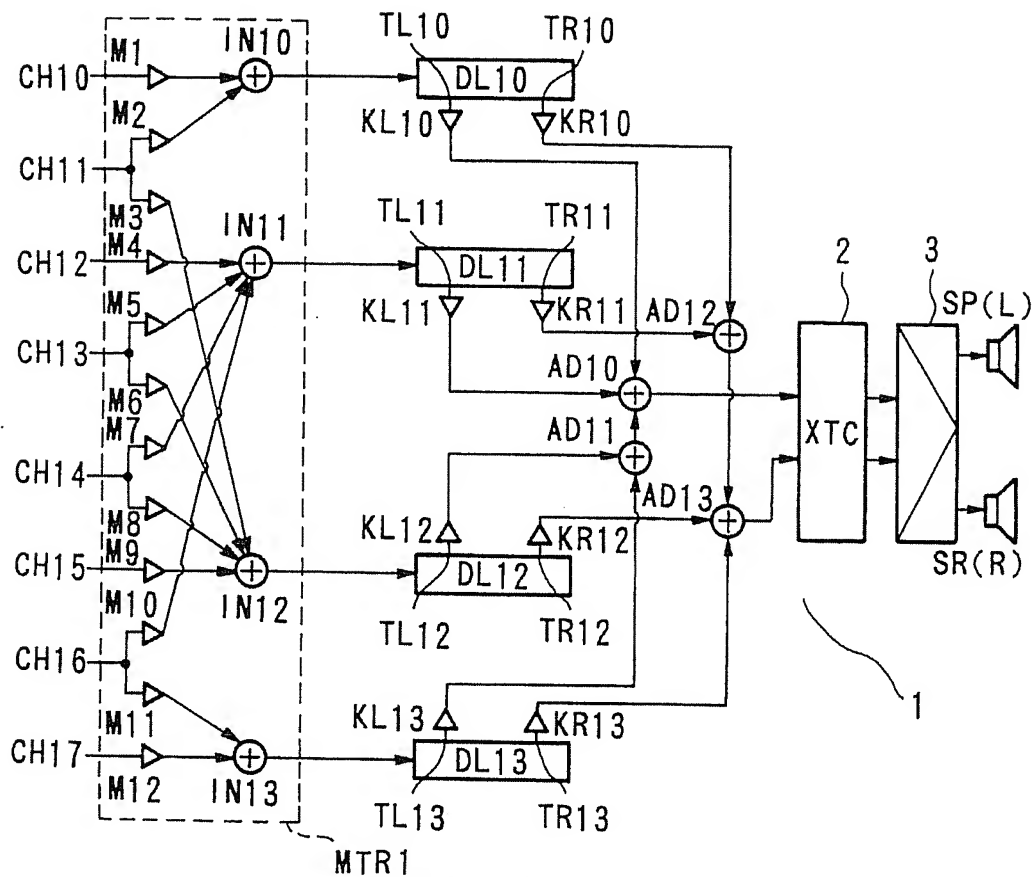 TL10 TR10
M1 IN10
CH10 DL10
M2 KL10 KR10
CH11
M3 IN11 TL11 TR11
M4
CH12 DL11 2 3
M5 KL11 KR11 AD12 SP(L)
CH13
AD10
M6
M7 AD11 XTC
CH14
M8 KL12 KR12 AD13
M9
CH15 DL12 SR(R)
M10 IN12
TL12 TR12
CH16
M11 KL13 KR13 1
CH17 DL13
M12 IN13
TL13 TR13
MTR1